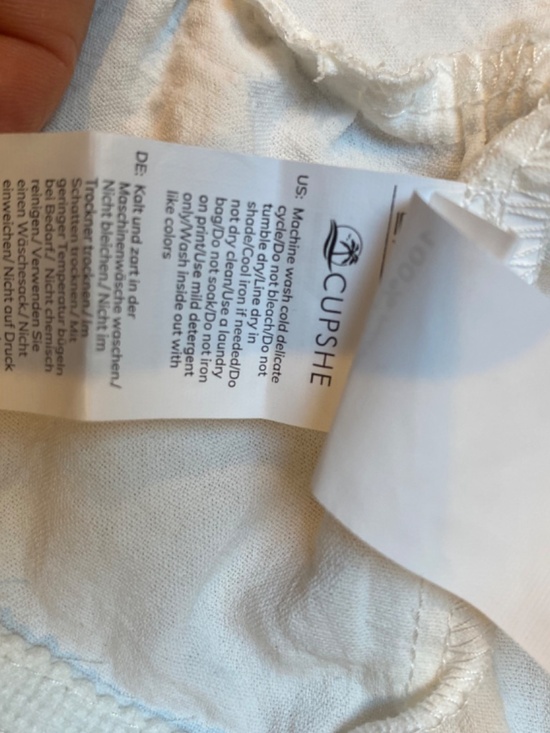 CUPSHE
US: Machine wash cold delicate
cycle/Do not bleach/Do not
tumble dry/Line dry in
shade/Cool iron if needed/Do
not dry clean/Use a laundry
bag/Do not soak/Do not iron
on print/Use mild detergent
only/Wash inside out with
like colors
DE: Kalt und zart in der
Maschinenwäsche waschen/
Nicht bleichen/ Nicht im
Trockner trocknen/ Im
Schatten trocknen/ Mit
geringer Temperatur bügeln
bei Bedarf/ Nicht chemisch
reinigen/ Verwenden Sie
einen Wäschesack/ Nicht
einweichen/ Nicht auf Druck